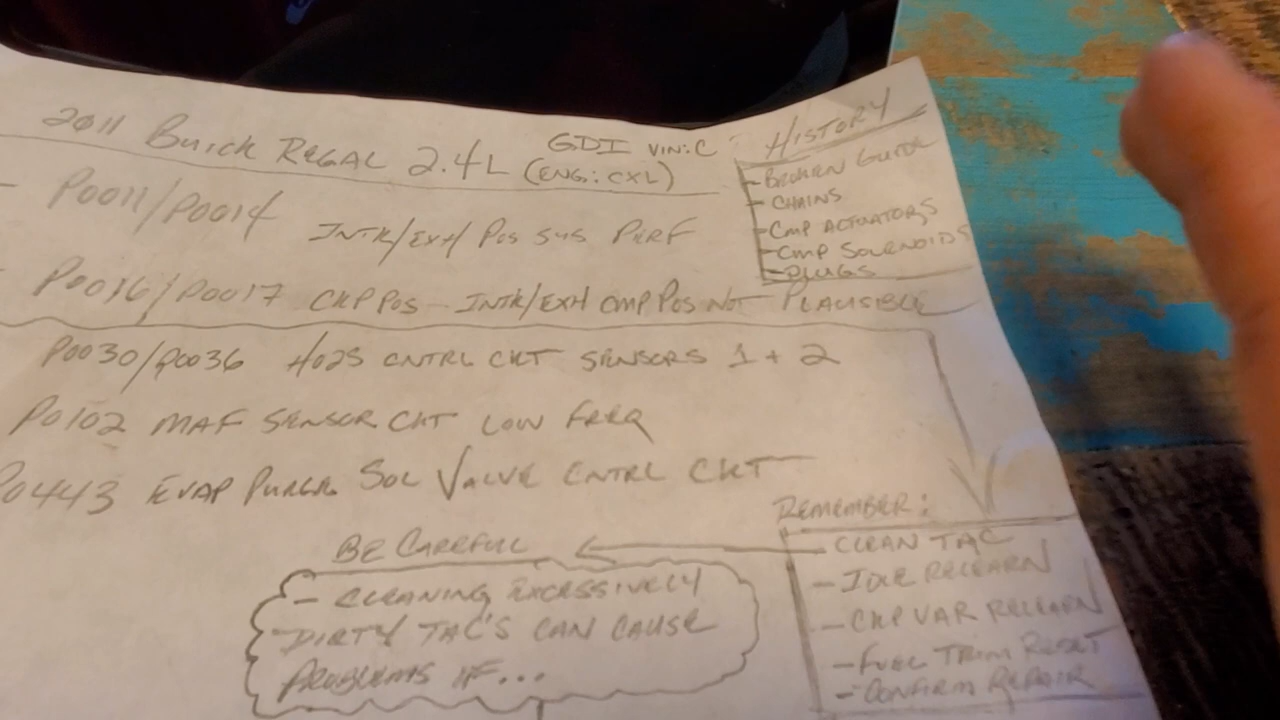 2011 BUICK REGAL 2.4L GDI VIN: C
(ENG: CXL)
HISTORY
- BROKEN GUIDE
- CHAINS
- CMP ACTUATORS
- CMP SOLENOIDS
- PLUGS
- P0011/P0014 INTK/EXH POS SYS PERF
- P0016/P0017 CKP POS - INTK/EXH CMP POS NOT PLAUSIBLE
P0030/P0036 HO2S CNTRL CKT SENSORS 1 + 2
P0102 MAF SENSOR CKT LOW FREQ
P0443 EVAP PURGE SOL VALVE CNTRL CKT
REMEMBER:
- CLEAN TAC
- IDLE RELEARN
- CKP VAR RELEARN
- FUEL TRIM RESET
- CONFIRM REPAIR
BE CAREFUL
- CLEANING EXCESSIVELY
DIRTY TAC'S CAN CAUSE
PROBLEMS IF...